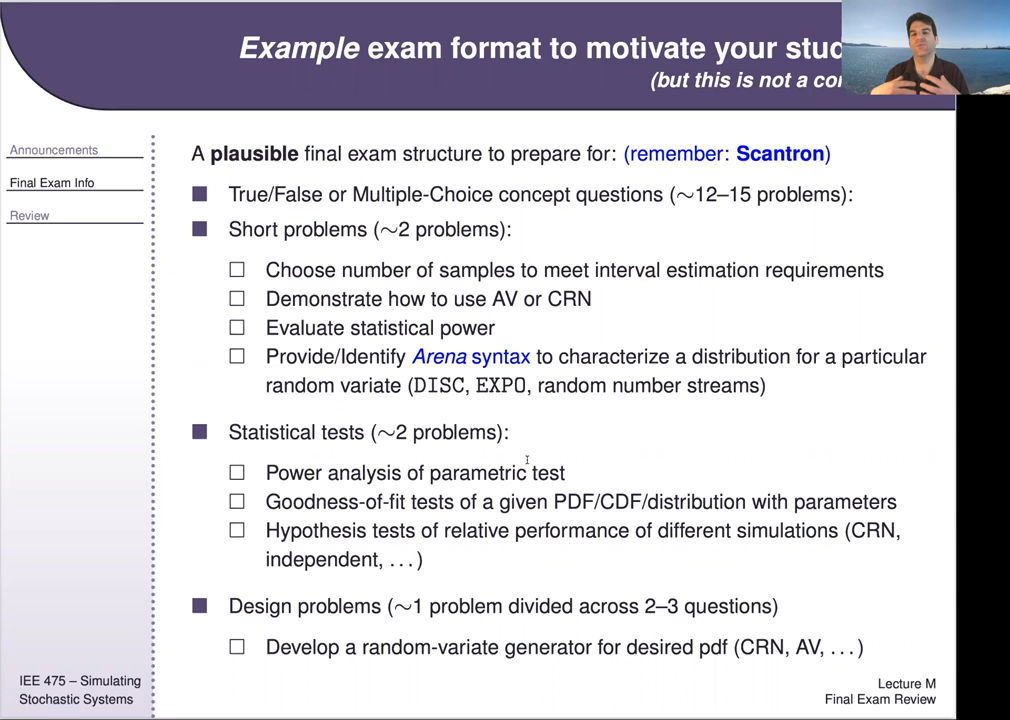 Example exam format to motivate your
(but this is not a
Announcements
Final Exam Info
Review
A plausible final exam structure to prepare for: (remember: Scantron)
True/False or Multiple-Choice concept questions (∼12–15 problems):
Short problems (∼2 problems):
Choose number of samples to meet interval estimation requirements
Demonstrate how to use AV or CRN
Evaluate statistical power
Provide/Identify Arena syntax to characterize a distribution for a particular
random variate (DISC, EXPO, random number streams)
Statistical tests (∼2 problems):
Power analysis of parametric test
Goodness-of-fit tests of a given PDF/CDF/distribution with parameters
Hypothesis tests of relative performance of different simulations (CRN,
independent, . . . )
Design problems (∼1 problem divided across 2–3 questions)
Develop a random-variate generator for desired pdf (CRN, AV, . . . )
IEE 475 – Simulating
Stochastic Systems
Lecture M
Final Exam Review